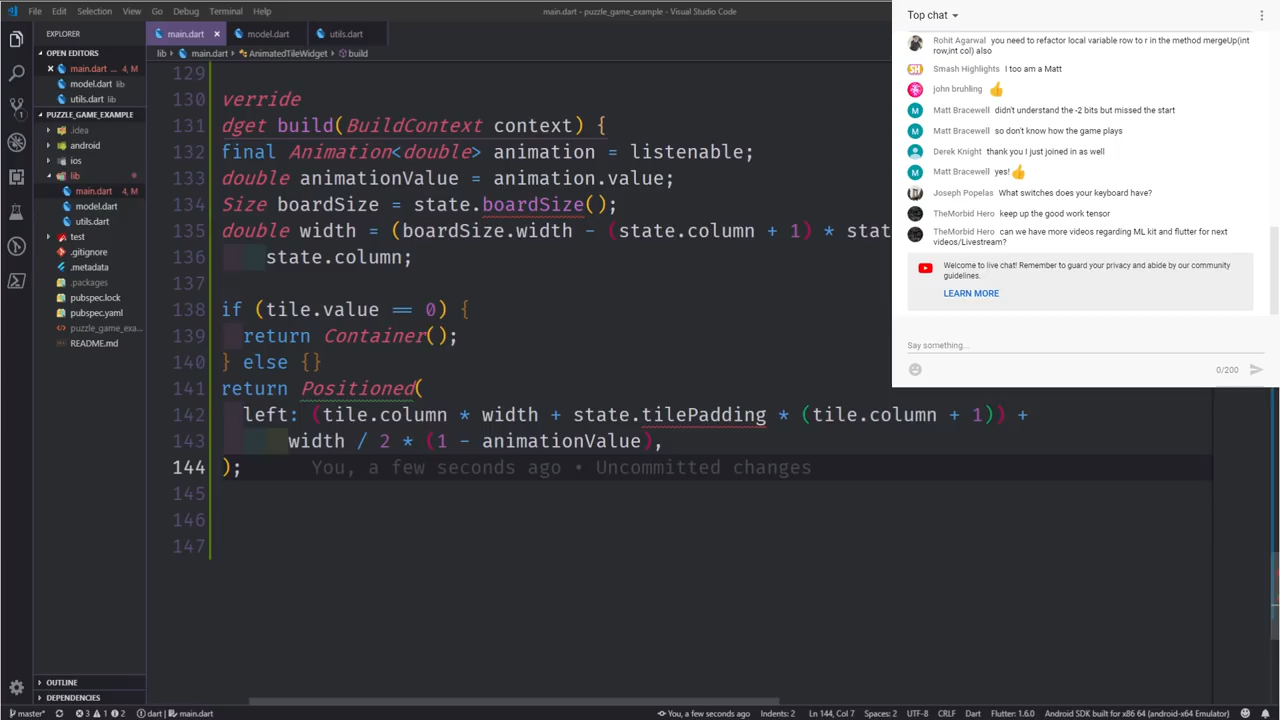 File Edit Selection View Go Debug Terminal Help
main.dart - puzzle_game_example - Visual Studio Code
EXPLORER
OPEN EDITORS
main.dart ... 4, M
model.dart lib
utils.dart lib
PUZZLE_GAME_EXAMPLE
.idea
android
ios
lib
main.dart 4, M
model.dart
utils.dart
test
.gitignore
.metadata
.packages
pubspec.lock
pubspec.yaml
puzzle_game_exa...
README.md
OUTLINE
DEPENDENCIES
main.dart × model.dart utils.dart
lib › main.dart › AnimatedTileWidget › build
129
130 verride
131 dget build(BuildContext context) {
132 final Animation<double> animation = listenable;
133 double animationValue = animation.value;
134 Size boardSize = state.boardSize();
135 double width = (boardSize.width - (state.column + 1) * stat
136 state.column;
137
138 if (tile.value == 0) {
139 return Container();
140 } else {}
141 return Positioned(
142 left: (tile.column * width + state.tilePadding * (tile.column + 1)) +
143 width / 2 * (1 - animationValue),
144 ); You, a few seconds ago • Uncommitted changes
145
146
147
Top chat
Rohit Agarwal you need to refactor local variable row to r in the method mergeUp(int
row,int col) also
Smash Highlights I too am a Matt
john bruhling 👍
Matt Bracewell didn't understand the -2 bits but missed the start
Matt Bracewell so don't know how the game plays
Derek Knight thank you I just joined in as well
Matt Bracewell yes!👍
Joseph Popelas What switches does your keyboard have?
TheMorbid Hero keep up the good work tensor
TheMorbid Hero can we have more videos regarding ML kit and flutter for next
videos/Livestream?
Welcome to live chat! Remember to guard your privacy and abide by our community
guidelines.
LEARN MORE
Say something...
0/200
master* 3 1 2 dart | main.dart You, a few seconds ago Indents: 2 Ln 144, Col 7 Spaces: 2 UTF-8 CRLF Dart Flutter: 1.6.0 Android SDK built for x86 64 (android-x64 Emulator)